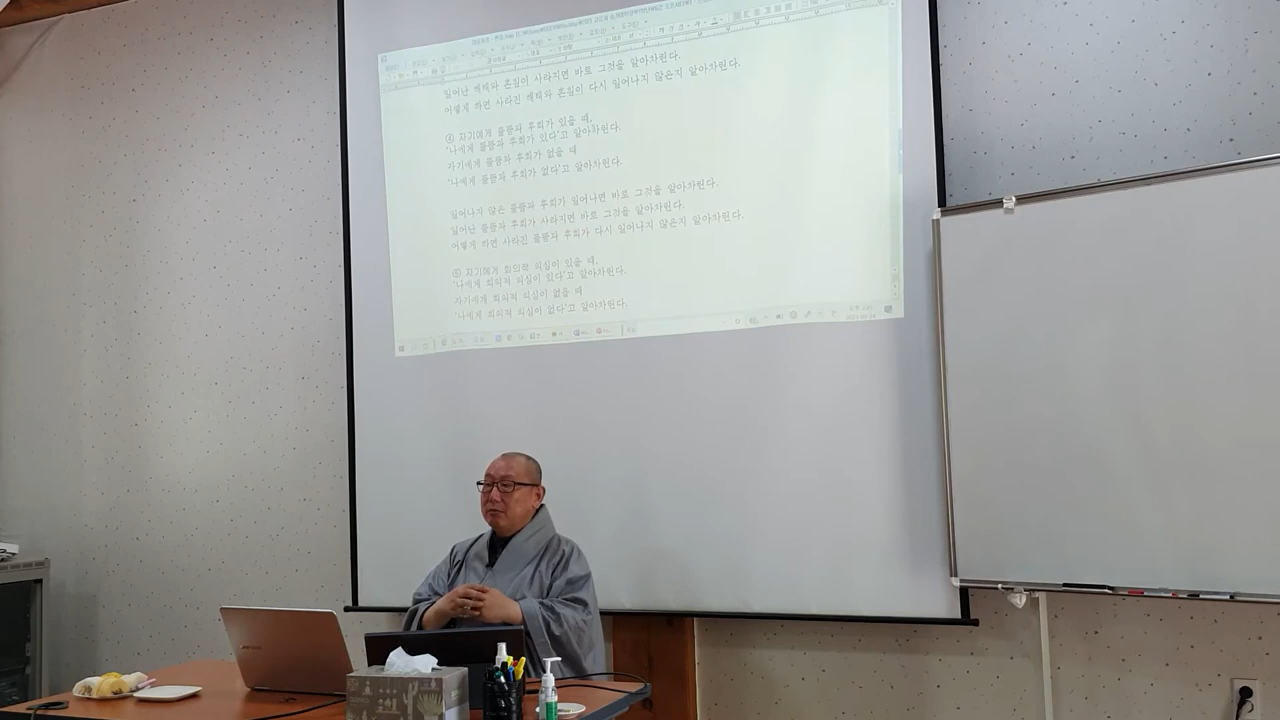 일어난 해태와 혼침이 사라지면 바로 그것을 알아차린다.
어떻게 하면 사라진 해태와 혼침이 다시 일어나지 않은지 알아차린다.
④ 자기에게 들뜸과 후회가 있을 때,
'나에게 들뜸과 후회가 있다'고 알아차린다.
자기에게 들뜸과 후회가 없을 때
'나에게 들뜸과 후회가 없다'고 알아차린다.
일어나지 않은 들뜸과 후회가 일어나면 바로 그것을 알아차린다.
일어난 들뜸과 후회가 사라지면 바로 그것을 알아차린다.
어떻게 하면 사라진 들뜸과 후회가 다시 일어나지 않은지 알아차린다.
⑤ 자기에게 회의적 의심이 있을 때,
'나에게 회의적 의심이 있다'고 알아차린다.
자기에게 회의적 의심이 없을 때
'나에게 회의적 의심이 없다'고 알아차린다.